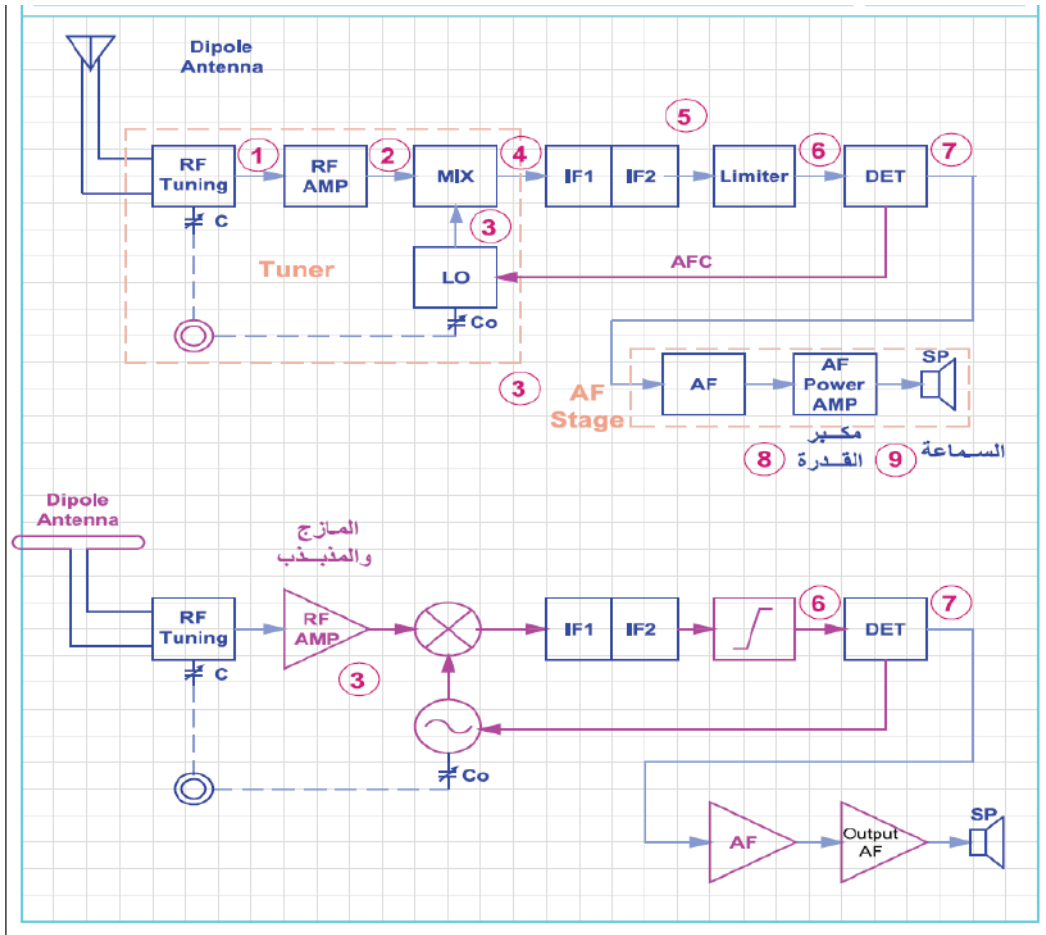 Dipole
Antenna
RF
Tuning
1
RF
AMP
2
MIX
4
IF1
IF2
5
Limiter
6
DET
7
C
3
Tuner
LO
AFC
Co
3
AF
Stage
AF
AF
Power
AMP
SP
8
مكبر
القدرة
9
السماعة
Dipole
Antenna
المازج
والمذبذب
RF
Tuning
RF
AMP
IF1
IF2
6
DET
7
C
3
Co
AF
Output
AF
SP